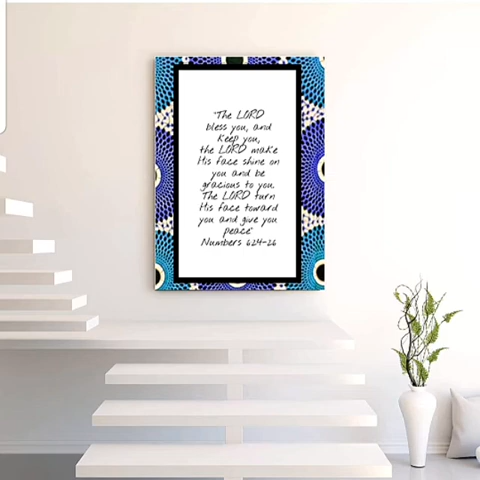 "The LORD
bless you, and
keep you,
the LORD make
His face shine on
you and be
gracious to you.
The LORD turn
His face toward
you and give you
peace"
Numbers 6:24-26